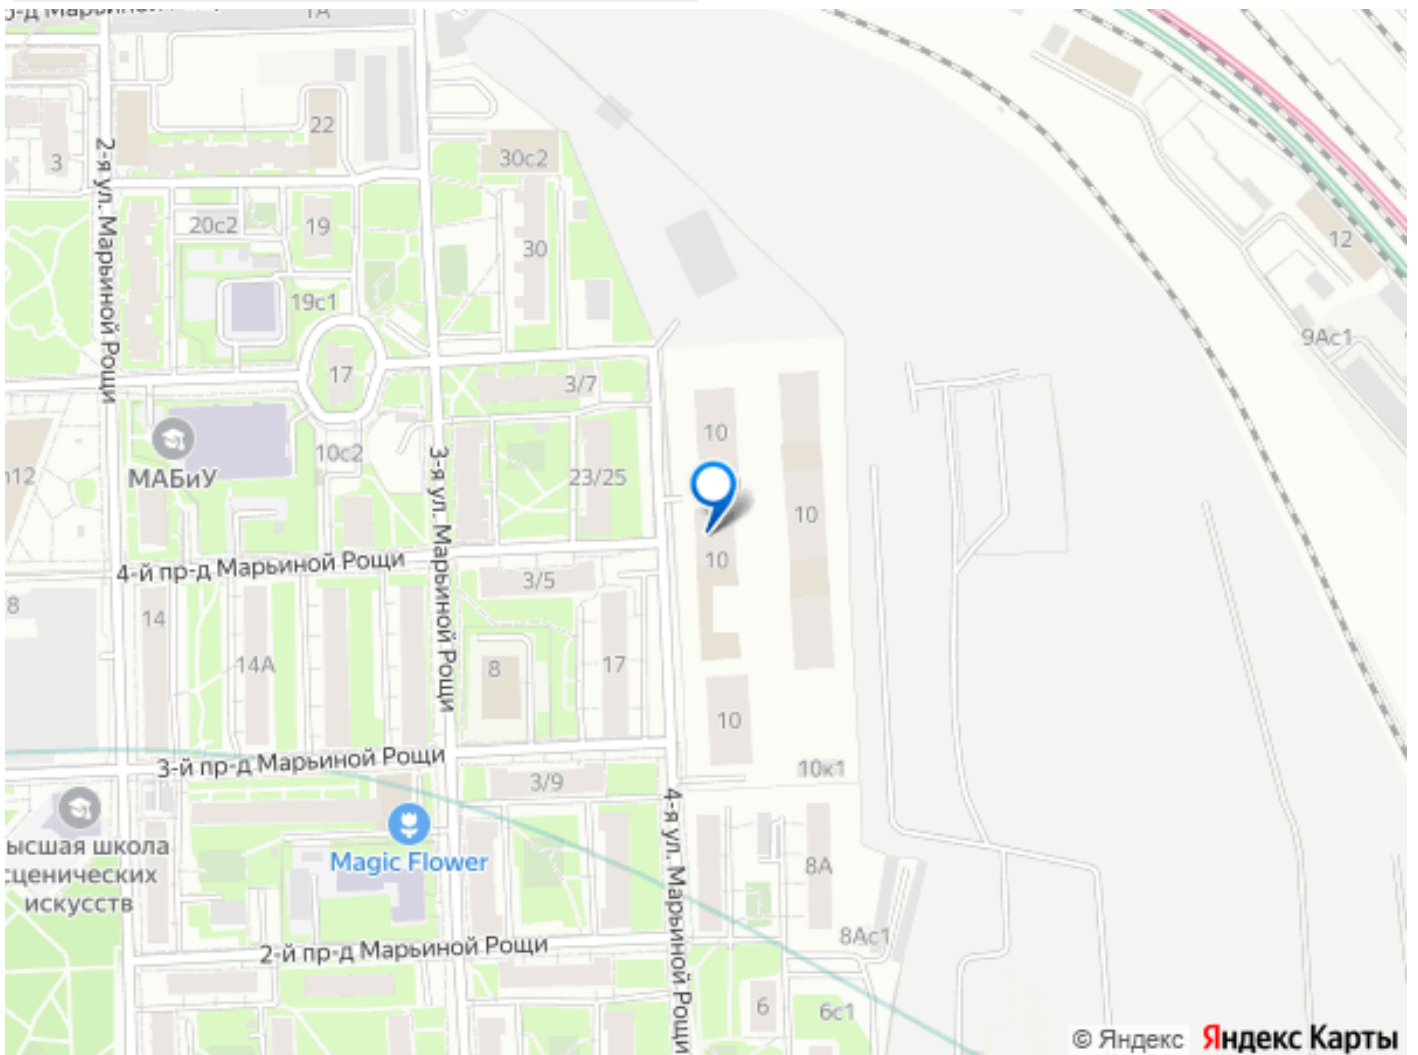 1А
22
3
30с2
2-я ул. Марьиной Рощи
20с2
19
30
12
19с1
9Ас1
17
3/7
10
10с2
МАБиУ
23/25
3-я ул. Марьиной Рощи
10
10
4-й пр-д Марьиной Рощи
3/5
8
14
14А
8
17
10
3-й пр-д Марьиной Рощи
3/9
10к1
4-я ул. Марьиной Рощи
Magic Flower
ысшая школа
сценических
искусств
8А
8Ас1
2-й пр-д Марьиной Рощи
6
6с1
© Яндекс Яндекс Карты